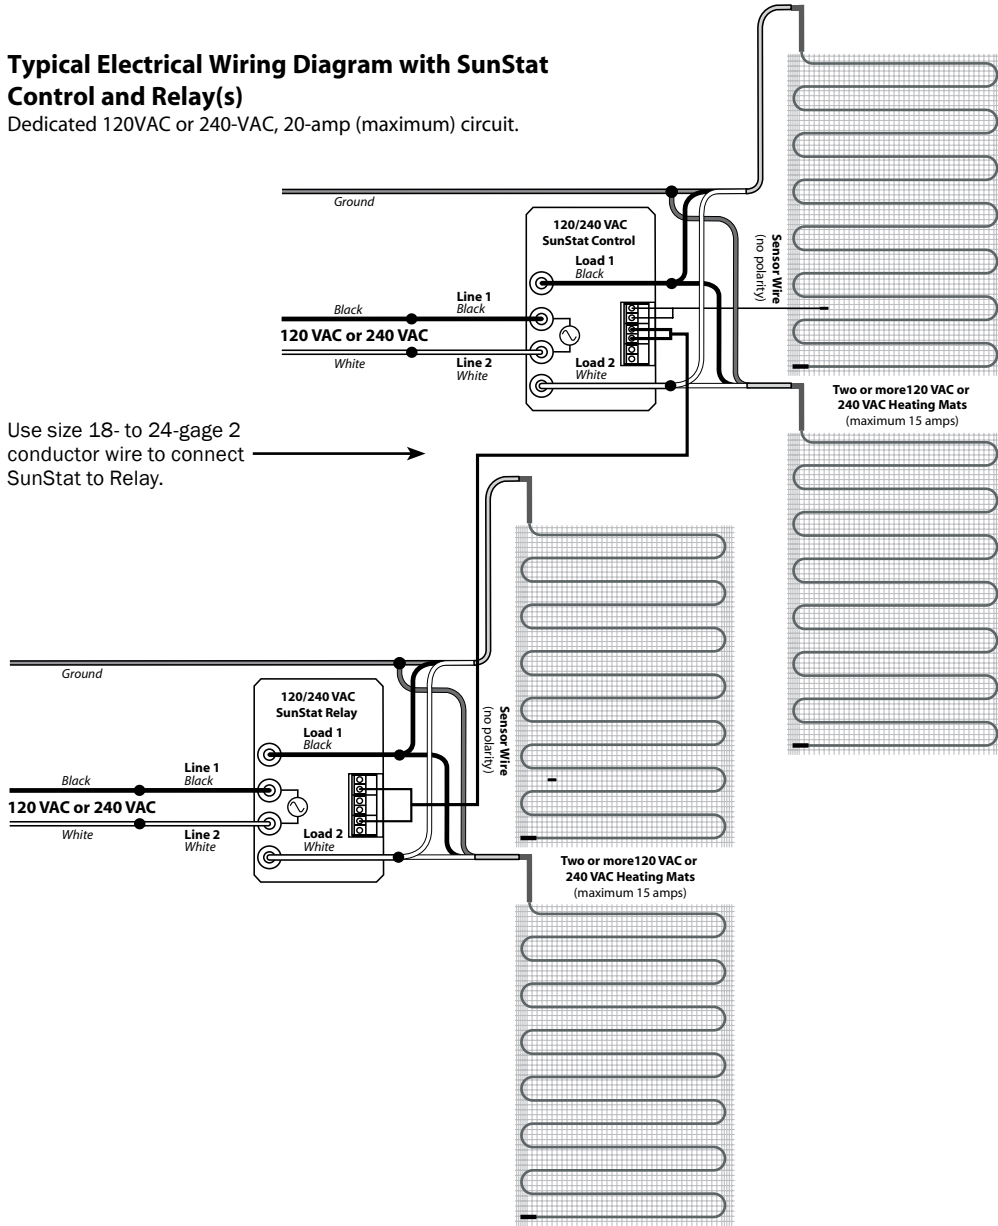 Typical Electrical Wiring Diagram with SunStat
Control and Relay(s)
Dedicated 120VAC or 240-VAC, 20-amp (maximum) circuit.
Ground
120/240 VAC
SunStat Control
Load 1
Black
Sensor Wire
(no polarity)
Black
Line 1
Black
120 VAC or 240 VAC
White
Line 2
White
Load 2
White
Two or more120 VAC or
240 VAC Heating Mats
(maximum 15 amps)
Use size 18- to 24-gage 2
conductor wire to connect
SunStat to Relay.
Ground
120/240 VAC
SunStat Relay
Load 1
Black
Sensor Wire
(no polarity)
Black
Line 1
Black
120 VAC or 240 VAC
White
Line 2
White
Load 2
White
Two or more120 VAC or
240 VAC Heating Mats
(maximum 15 amps)